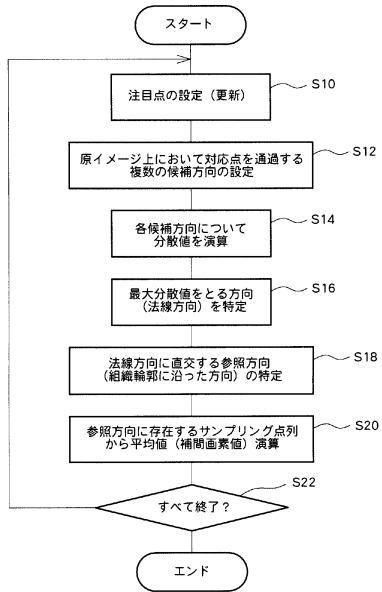 スタート
注目点の設定（更新）
S10
原イメージ上において対応点を通過する
複数の候補方向の設定
S12
各候補方向について
分散値を演算
S14
最大分散値をとる方向
（法線方向）を特定
S16
法線方向に直交する参照方向
（組織輪郭に沿った方向）の特定
S18
参照方向に存在するサンプリング点列
から平均値（補間画素値）演算
S20
すべて終了？
S22
エンド